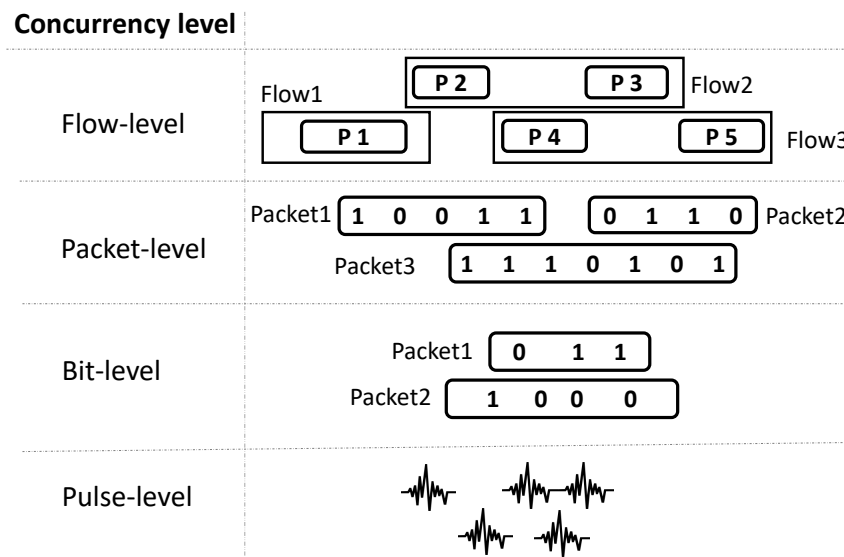 Concurrency level
Flow-level
Flow1
P 2
P 3
Flow2
P 1
P 4
P 5
Flow3
Packet-level
Packet1
1 0 0 1 1
0 1 1 0
Packet2
Packet3
1 1 1 0 1 0 1
Bit-level
Packet1
0 1 1
Packet2
1 0 0 0
Pulse-level